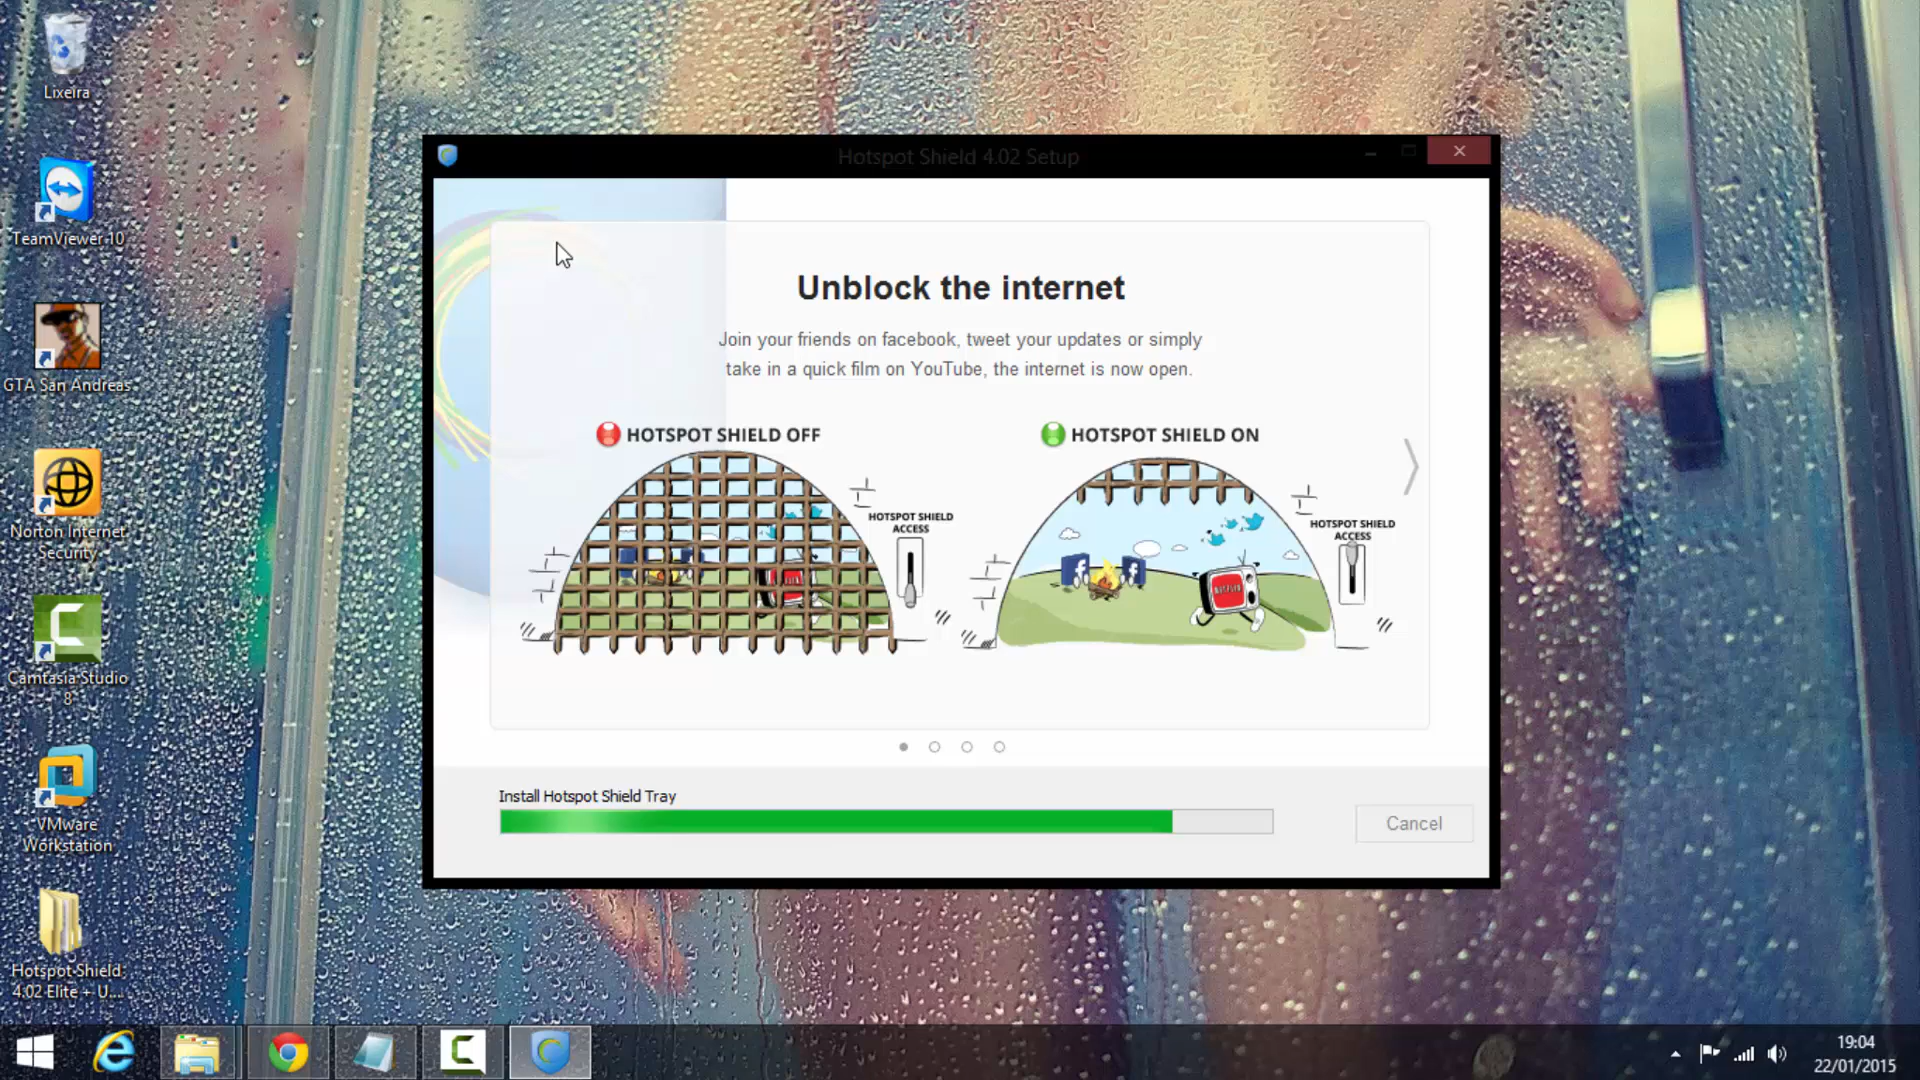 Lixeira
TeamViewer 10
GTA San Andreas
Norton Internet
Security
Camtasia Studio
8
VMware
Workstation
Hotspot Shield
4.02 Elite + U....
Hotspot Shield 4.02 Setup
Unblock the internet
Join your friends on facebook, tweet your updates or simply
take in a quick film on YouTube, the internet is now open.
HOTSPOT SHIELD OFF
HOTSPOT SHIELD
ACCESS
HOTSPOT SHIELD ON
HOTSPOT SHIELD
ACCESS
Install Hotspot Shield Tray
Cancel
19:04
22/01/2015